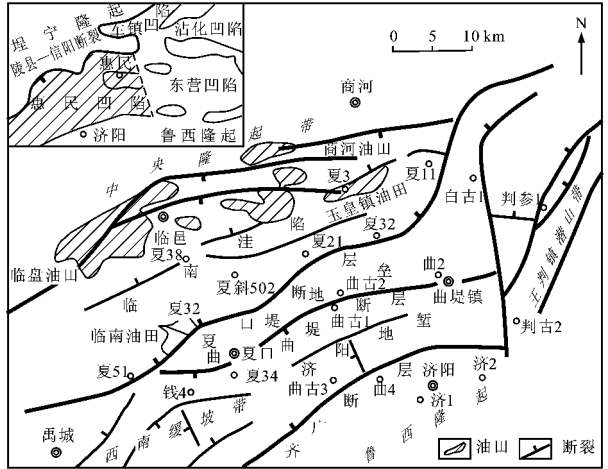 埕宁隆起
陵县一信阳断裂
车镇凹陷
沾化凹陷
惠民
东营凹陷
惠民凹陷
济阳
鲁西隆起
0 5 10 km
N
商河
中央隆起带
商河油山
夏3
夏11
玉皇镇油田
白古1
判参1
王判镇潜山带
临邑
夏38
临南洼陷
夏32
夏21
临盘油山
夏斜502
断层
地垒
曲2
曲堤镇
曲古2
曲古1
曲堤断层
判古2
夏32
临南油田
夏口断层
曲堤地垒
夏口
济阳地堑
夏51
夏34
钱4
曲古3
曲4
济阳
济2
济1
禹城
西南缓坡带
齐广断层
鲁西隆起
油山
断裂